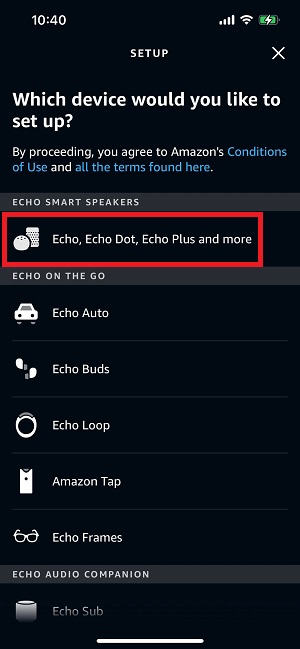 10:40
SETUP
Which device would you like to
set up?
By proceeding, you agree to Amazon's Conditions
of Use and all the terms found here.
ECHO SMART SPEAKERS
Echo, Echo Dot, Echo Plus and more
ECHO ON THE GO
Echo Auto
Echo Buds
Echo Loop
Amazon Tap
Echo Frames
ECHO AUDIO COMPANION
Echo Sub